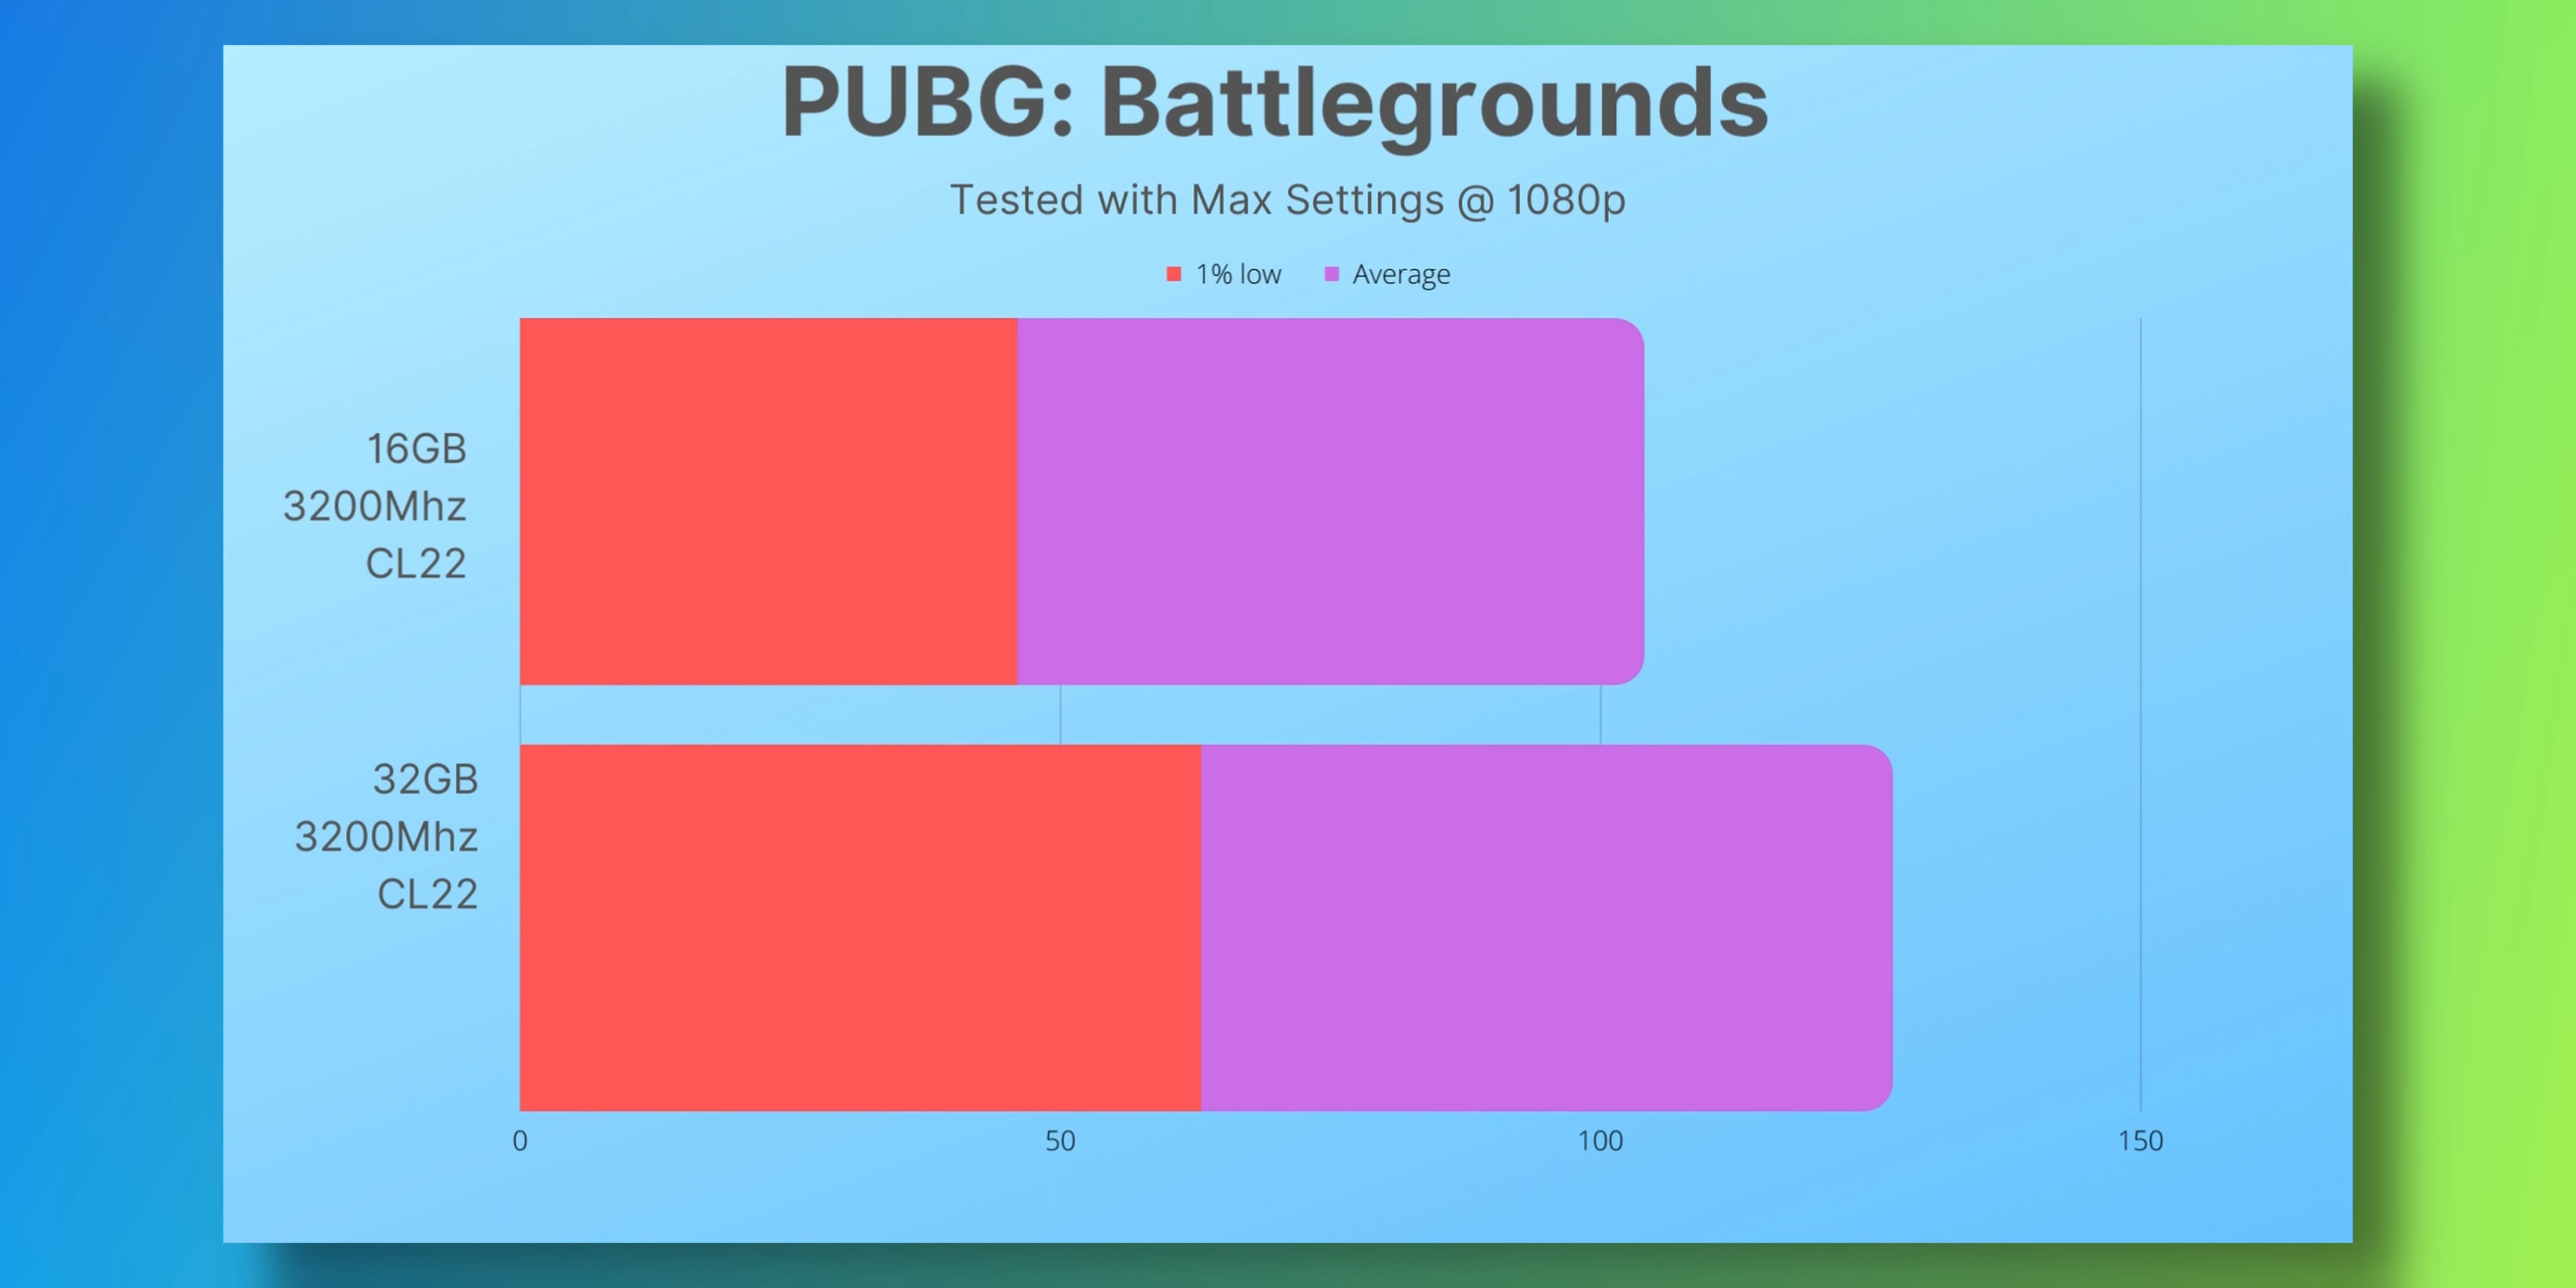 PUBG: Battlegrounds
Tested with Max Settings @ 1080p
1% low
Average
16GB
3200Mhz
CL22
32GB
3200Mhz
CL22
0
50
100
150